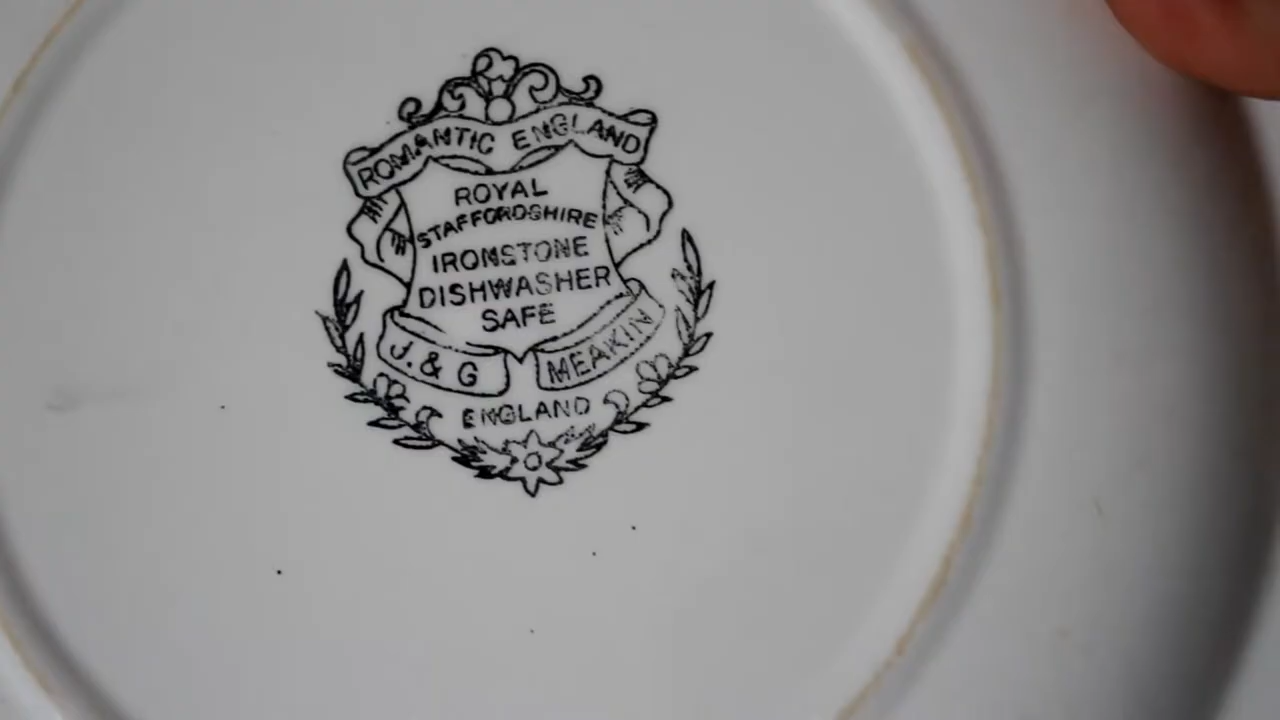 ROMANTIC ENGLAND
ROYAL
STAFFORDSHIRE
IRONSTONE
DISHWASHER
SAFE
J. & G MEAKIN
ENGLAND